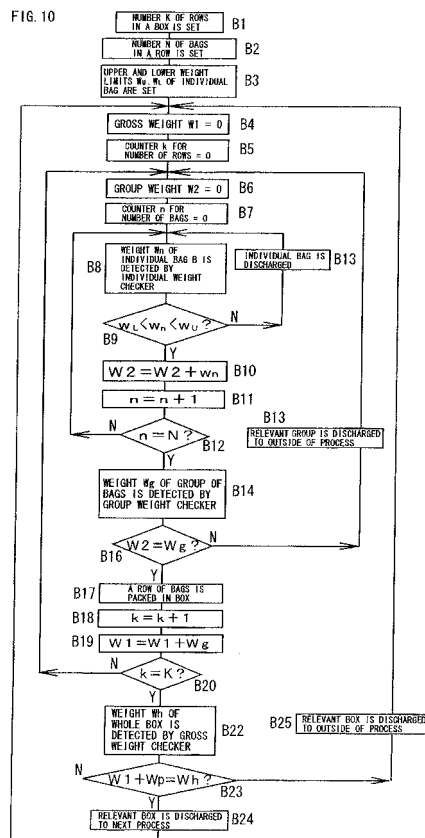 FIG. 10
NUMBER K OF ROWS
IN A BOX IS SET
B1
NUMBER N OF BAGS
IN A ROW IS SET
B2
UPPER AND LOWER WEIGHT
LIMITS Wu, WL OF INDIVIDUAL
BAG ARE SET
B3
GROSS WEIGHT W1 = 0
B4
COUNTER k FOR
NUMBER OF ROWS = 0
B5
GROUP WEIGHT W2 = 0
B6
COUNTER n FOR
NUMBER OF BAGS = 0
B7
WEIGHT Wn OF
INDIVIDUAL BAG B IS
DETECTED BY
INDIVIDUAL WEIGHT
CHECKER
B8
INDIVIDUAL BAG IS
DISCHARGED
B13
wL<wn<wU?
N
B9
Y
W2=W2+wn
B10
n=n+1
B11
N
n=N?
B12
Y
B13
RELEVANT GROUP IS DISCHARGED
TO OUTSIDE OF PROCESS
WEIGHT Wg OF GROUP OF
BAGS IS DETECTED BY
GROUP WEIGHT CHECKER
B14
W2=Wg?
N
B16
Y
B17
A ROW OF BAGS IS
PACKED IN BOX
B18
k=k+1
B19
W1=W1+Wg
N
k=K?
B20
Y
WEIGHT Wh OF
WHOLE BOX IS
DETECTED BY GROSS
WEIGHT CHECKER
B22
B25
RELEVANT BOX IS DISCHARGED
TO OUTSIDE OF PROCESS
N
W1+Wp=Wh?
B23
Y
RELEVANT BOX IS DISCHARGED
TO NEXT PROCESS
B24